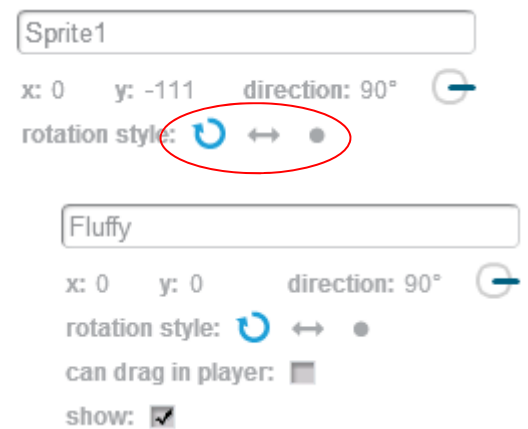 Sprite1
x: 0 y: -111 direction: 90°
rotation style:
Fluffy
x: 0 y: 0 direction: 90°
rotation style:
can drag in player:
show: